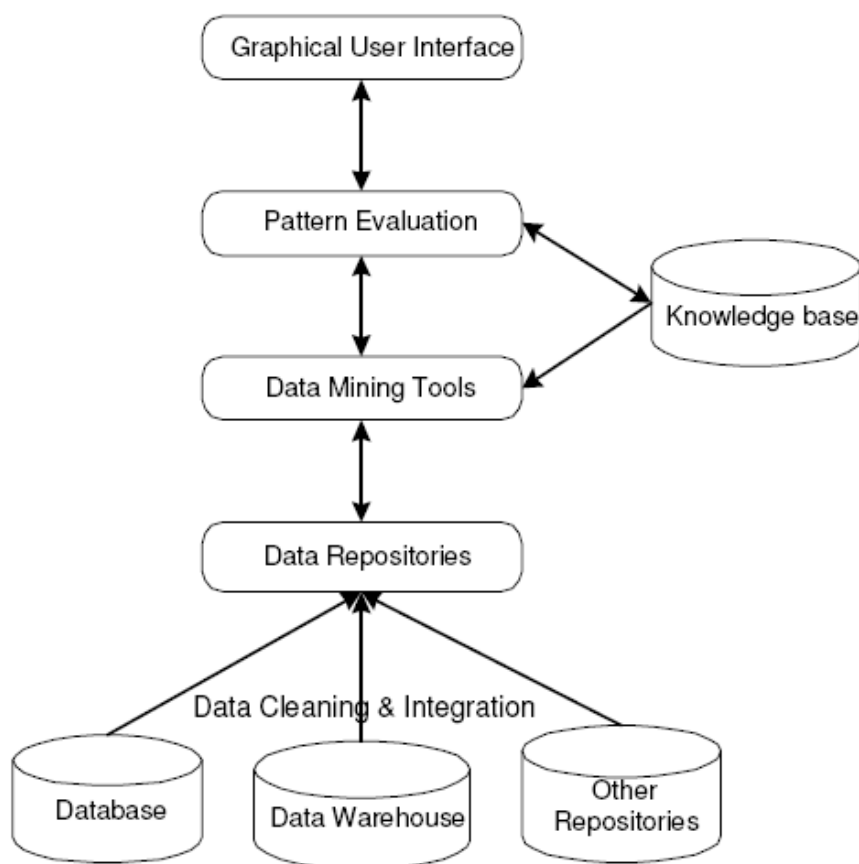 Graphical User Interface
Pattern Evaluation
Knowledge base
Data Mining Tools
Data Repositories
Data Cleaning & Integration
Database
Data Warehouse
Other
Repositories